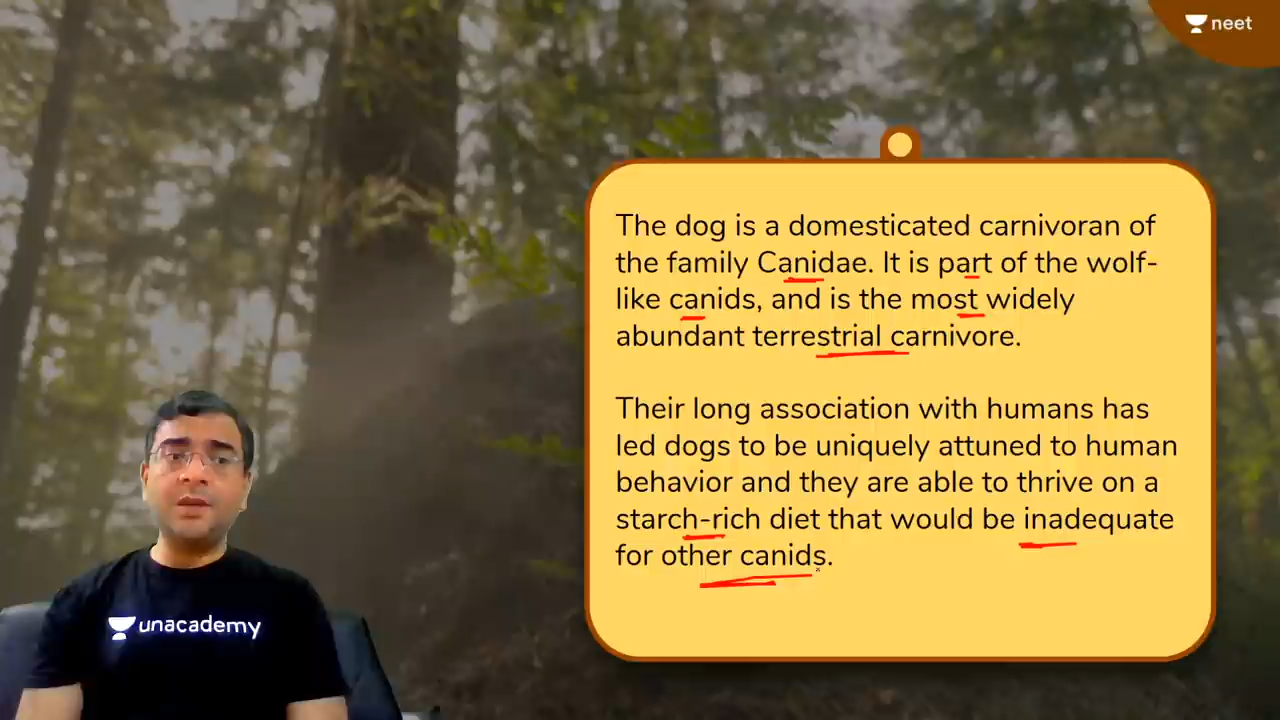 neet
The dog is a domesticated carnivoran of
the family Canidae. It is part of the wolf-
like canids, and is the most widely
abundant terrestrial carnivore.
Their long association with humans has
led dogs to be uniquely attuned to human
behavior and they are able to thrive on a
starch-rich diet that would be inadequate
for other canids.
unacademy